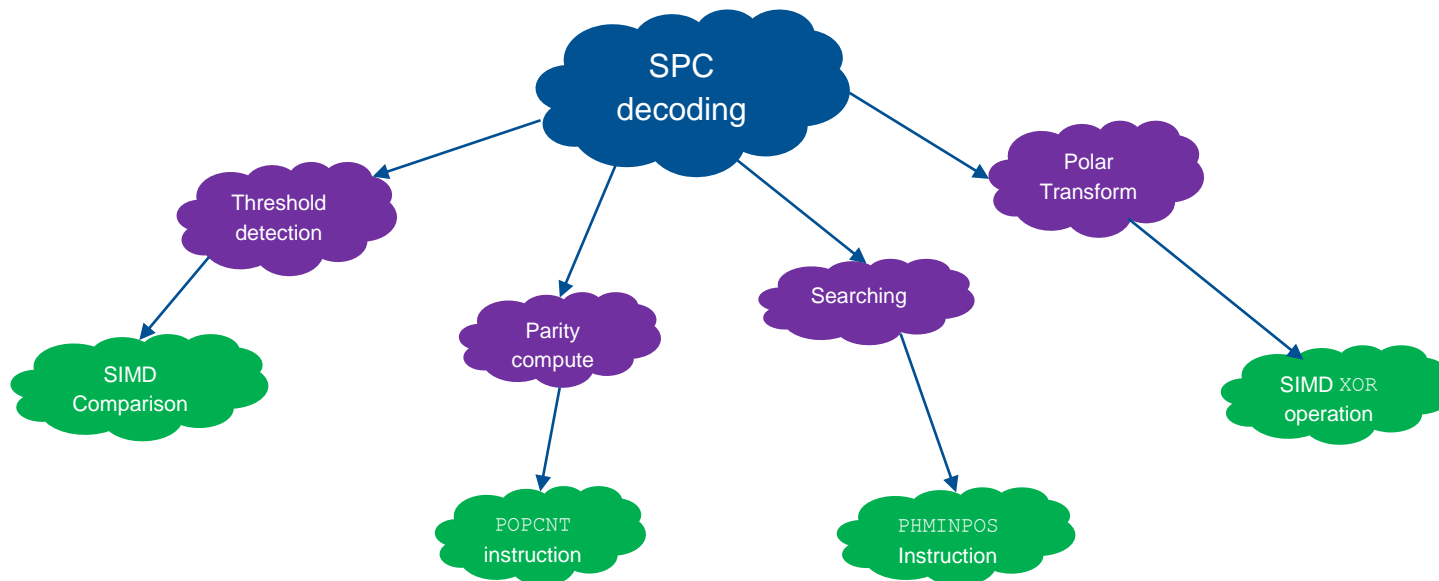 SPC
decoding
Threshold
detection
Parity
compute
Searching
Polar
Transform
SIMD
Comparison
POPCNT
instruction
PHMINPOS
Instruction
SIMD XOR
operation